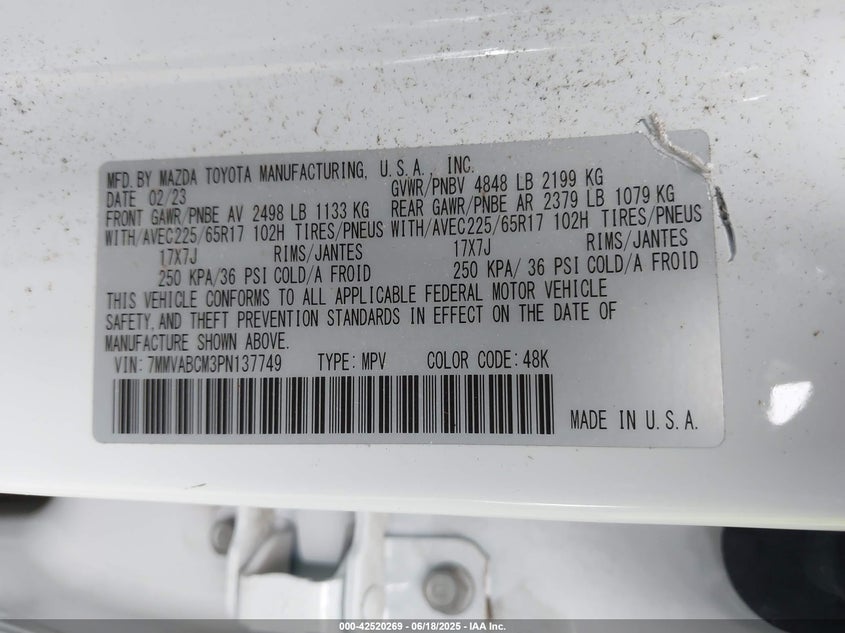 MFD. BY MAZDA TOYOTA MANUFACTURING, U.S.A., INC.
DATE 02/23 GVWR/PNBV 4848 LB 2199 KG
FRONT GAWR/PNBE AV 2498 LB 1133 KG REAR GAWR/PNBE AR 2379 LB 1079 KG
WITH/AVEC225/65R17 102H TIRES/PNEUS WITH/AVEC225/65R17 102H TIRES/PNEUS
17X7J RIMS/JANTES 17X7J RIMS/JANTES
250 KPA/36 PSI COLD/A FROID 250 KPA/ 36 PSI COLD/A FROID
THIS VEHICLE CONFORMS TO ALL APPLICABLE FEDERAL MOTOR VEHICLE
SAFETY, AND THEFT PREVENTION STANDARDS IN EFFECT ON THE DATE OF
MANUFACTURE SHOWN ABOVE.
VIN: 7MMVABCM3PN137749 TYPE: MPV COLOR CODE: 48K
MADE IN U.S.A.
000-42520269 - 06/18/2025 - IAA Inc.